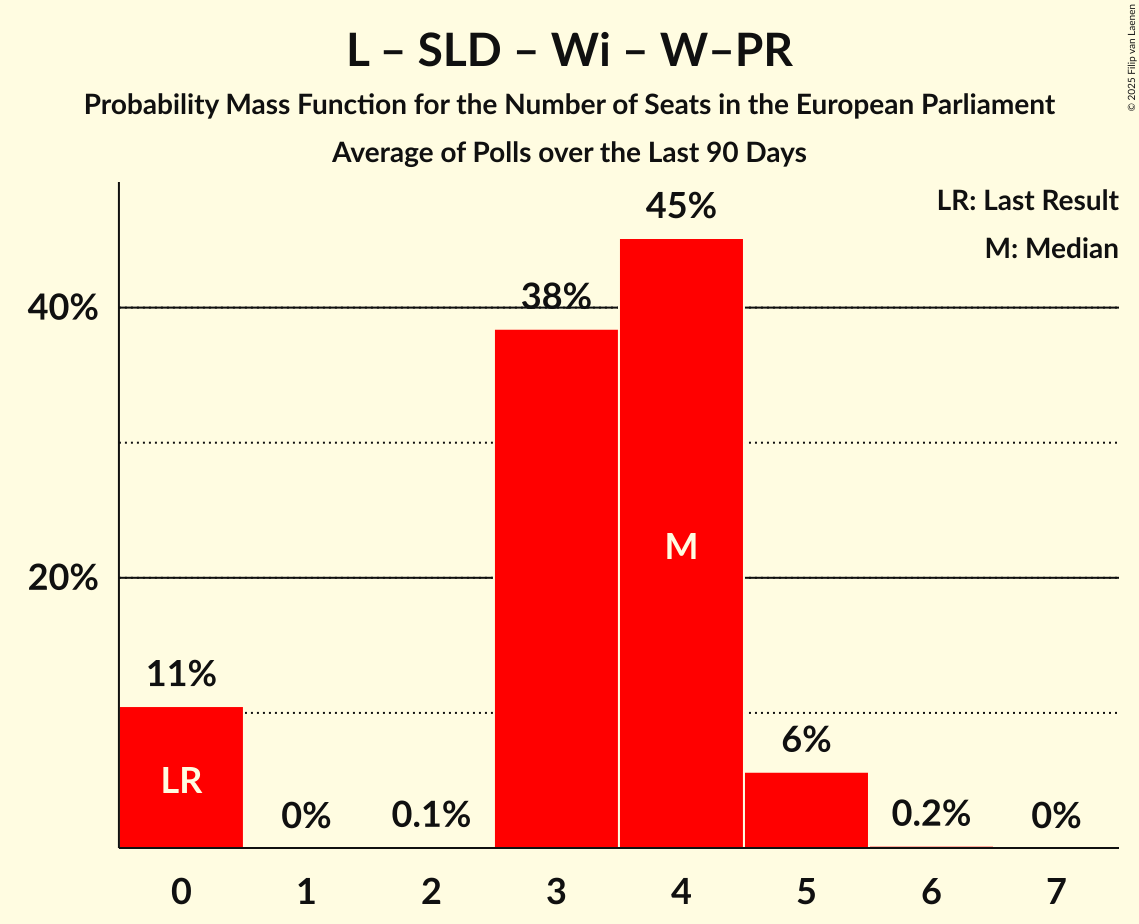 L – SLD – Wi – W–PR
Probability Mass Function for the Number of Seats in the European Parliament
Average of Polls over the Last 90 Days
© 2025 Filip van Laenen
LR: Last Result
M: Median
45%
40%
38%
M
20%
11%
LR
0%
0.1%
6%
0.2%
0%
0 1 2 3 4 5 6 7